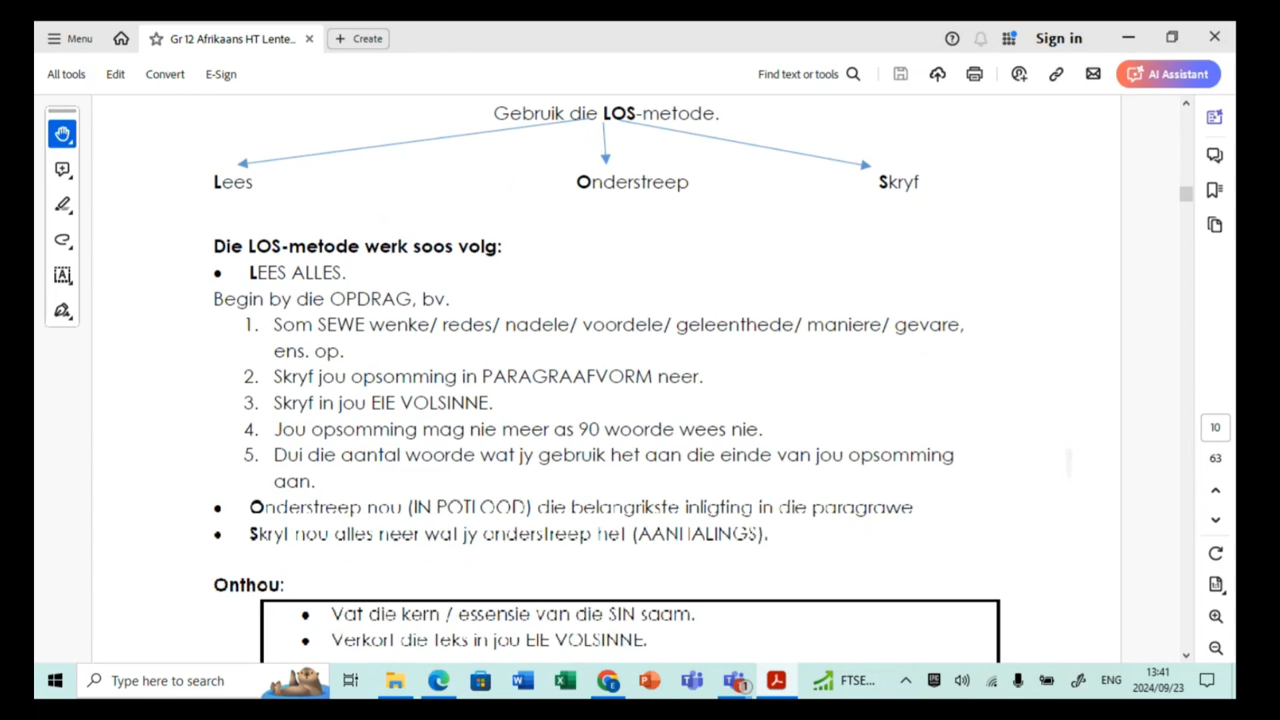 Menu
Gr 12 Afrikaans HT Lente...
Create
Sign in
All tools
Edit
Convert
E-Sign
Find text or tools
AI Assistant
Gebruik die LOS-metode.
Lees
Onderstreep
Skryf
Die LOS-metode werk soos volg:
• LEES ALLES.
Begin by die OPDRAG, bv.
1. Som SEWE wenke/ redes/ nadele/ voordele/ geleenthede/ maniere/ gevare,
ens. op.
2. Skryf jou opsomming in PARAGRAAFVORM neer.
3. Skryf in jou EIE VOLSINNE.
4. Jou opsomming mag nie meer as 90 woorde wees nie.
5. Dui die aantal woorde wat jy gebruik het aan die einde van jou opsomming
aan.
• Onderstreep nou (IN POTLOOD) die belangrikste inligting in die paragrawe
• Skryf nou alles neer wat jy onderstreep het (AANHALINGS).
Onthou:
• Vat die kern / essensie van die SIN saam.
• Verkort die teks in jou EIE VOLSINNE.
10
63
Type here to search
FTSE...
ENG
13:41
2024/09/23